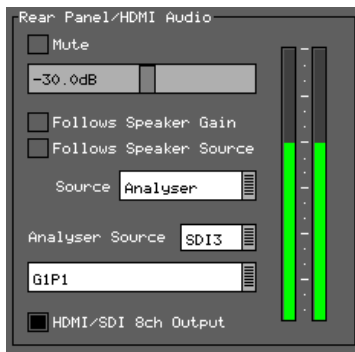 Rear Panel/HDMI Audio
Mute
-30.0dB
Follows Speaker Gain
Follows Speaker Source
Source Analyser
Analyser Source SDI3
G1P1
HDMI/SDI 8ch Output